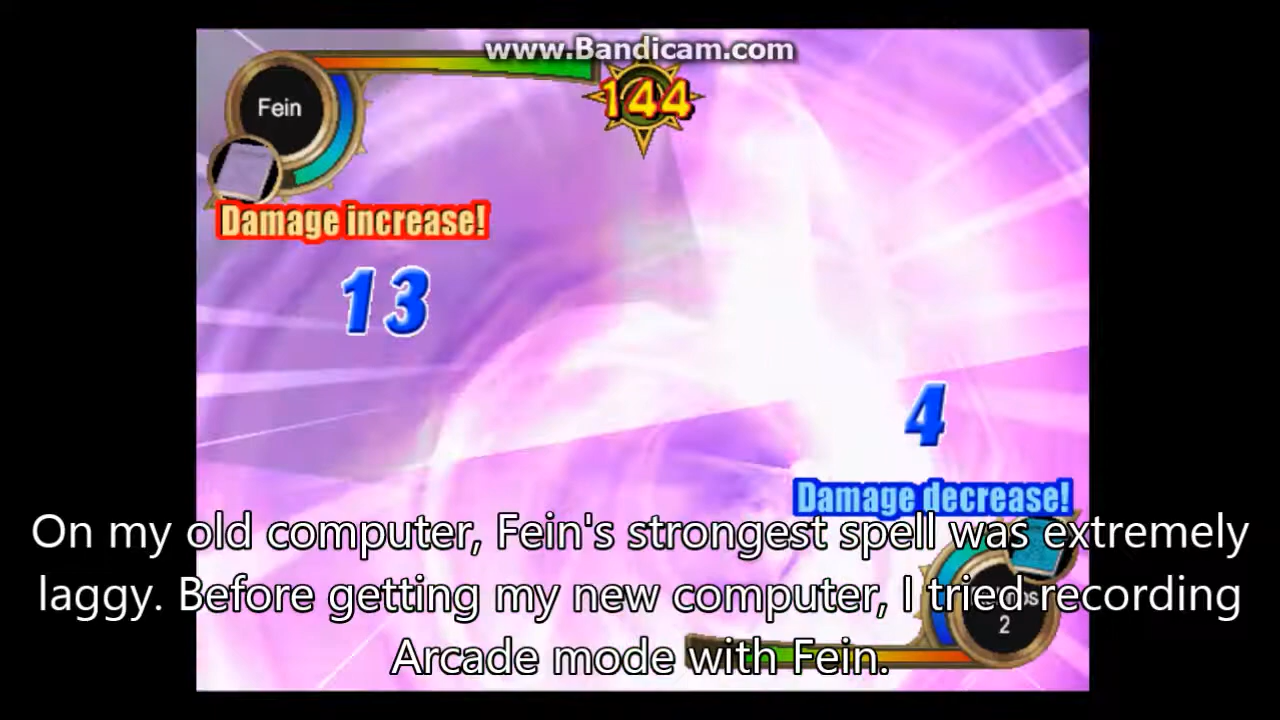 www.Bandicam.com
Fein
144
Damage increase!
13
4
Damage decrease!
On my old computer, Fein's strongest spell was extremely
laggy. Before getting my new computer, I tried recording
Arcade mode with Fein.
2